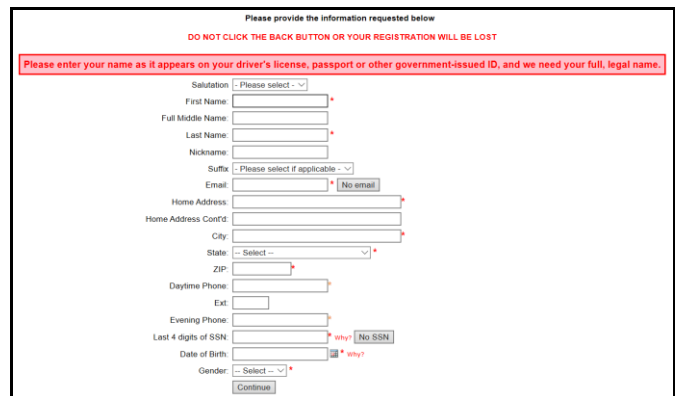 Please provide the information requested below
DO NOT CLICK THE BACK BUTTON OR YOUR REGISTRATION WILL BE LOST
Please enter your name as it appears on your driver's license, passport or other government-issued ID, and we need your full, legal name.
Salutation - Please select -
First Name: *
Full Middle Name:
Last Name: *
Nickname:
Suffix - Please select if applicable -
Email: * No email
Home Address: *
Home Address Cont'd:
City: *
State: -- Select -- *
ZIP: *
Daytime Phone: *
Ext:
Evening Phone: *
Last 4 digits of SSN: * Why? No SSN
Date of Birth: * Why?
Gender: -- Select -- *
Continue